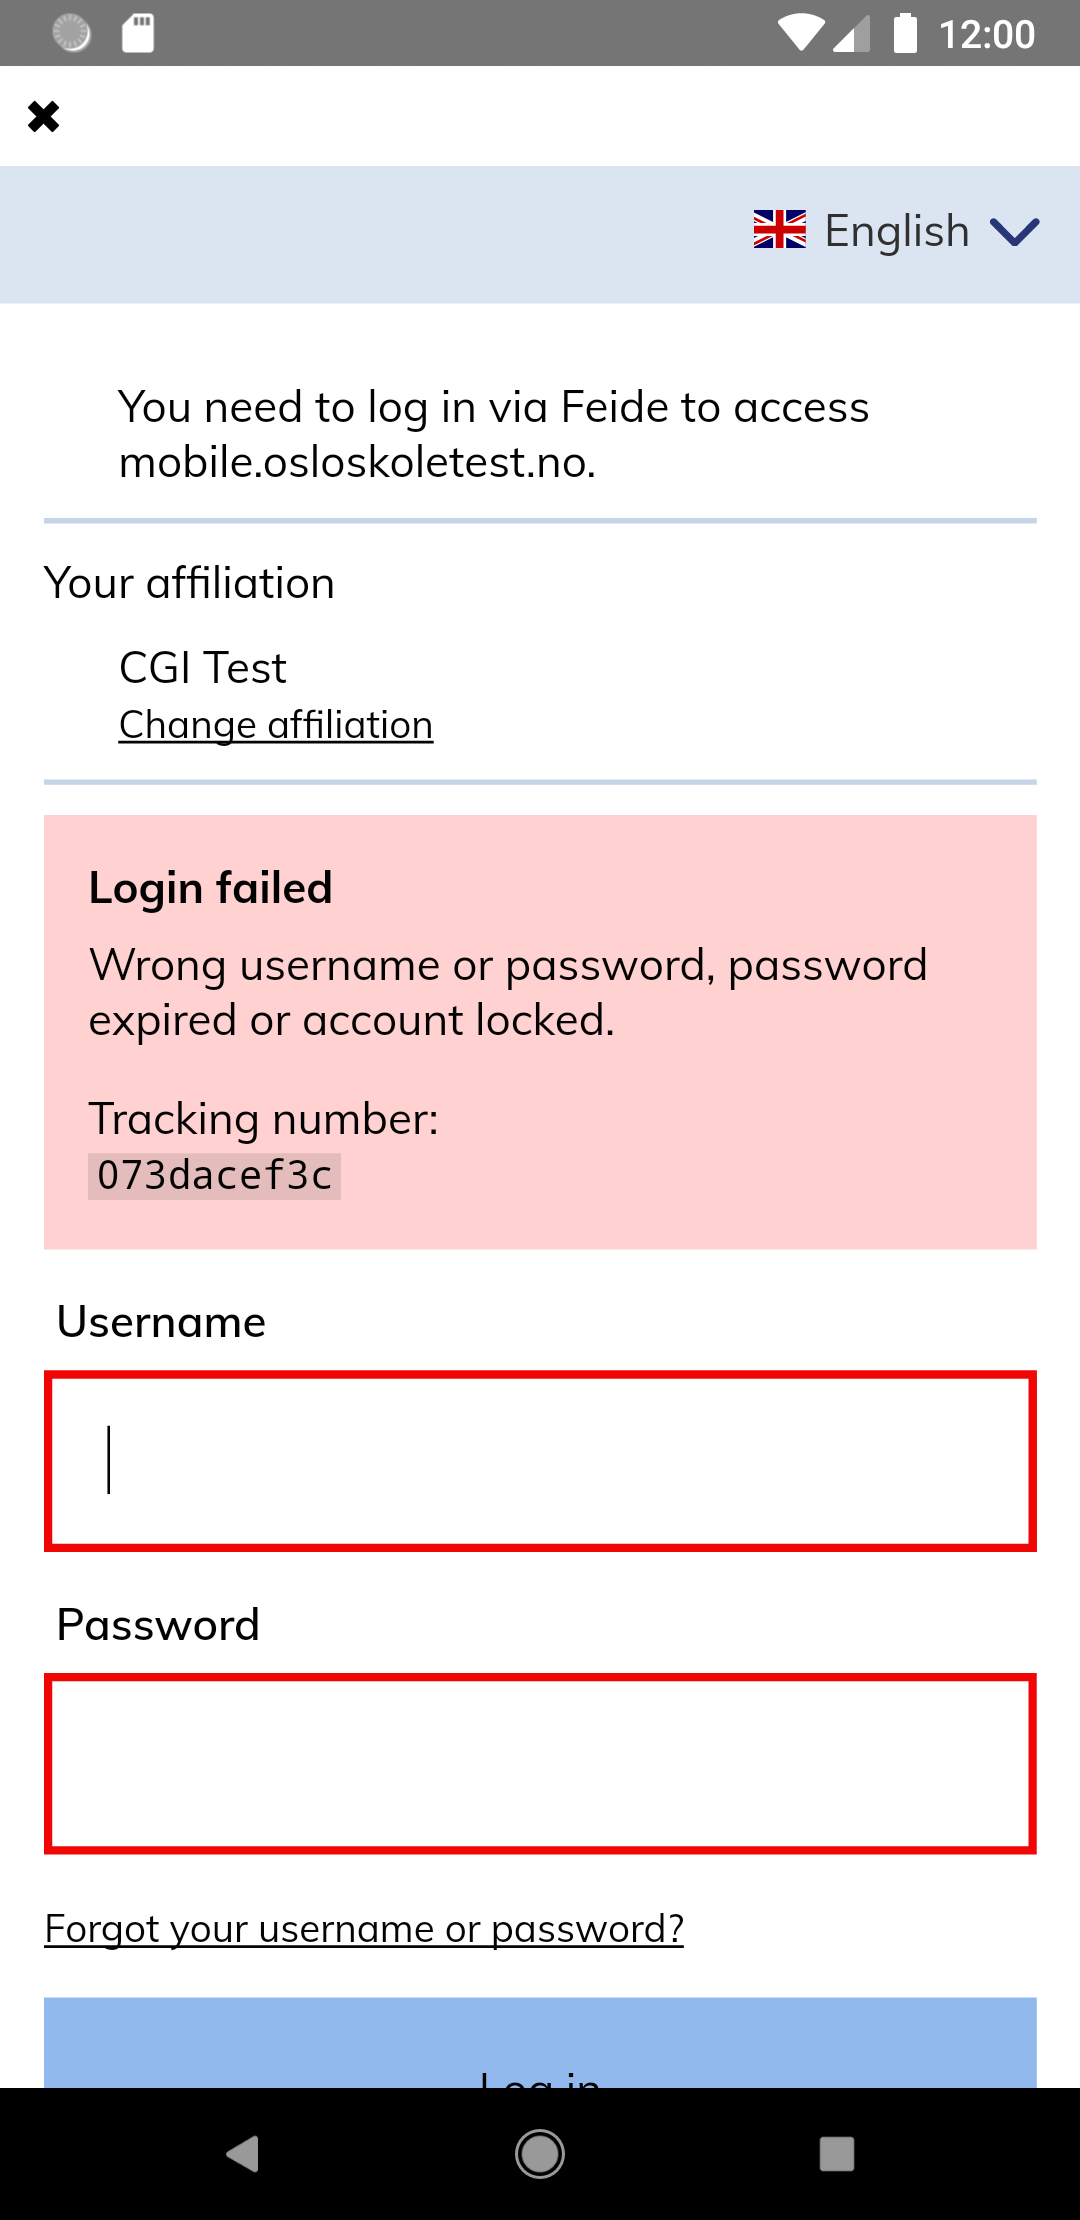 12:00
English
You need to log in via Feide to access
mobile.osloskoletest.no.
Your affiliation
CGI Test
Change affiliation
Login failed
Wrong username or password, password
expired or account locked.
Tracking number:
073dacef3c
Username
Password
Forgot your username or password?
Log in